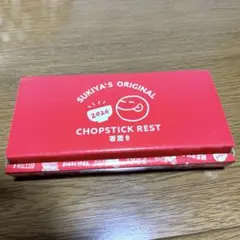 SUKIYA'S ORIGINAL
2026
CHOPSTICK REST
箸置き